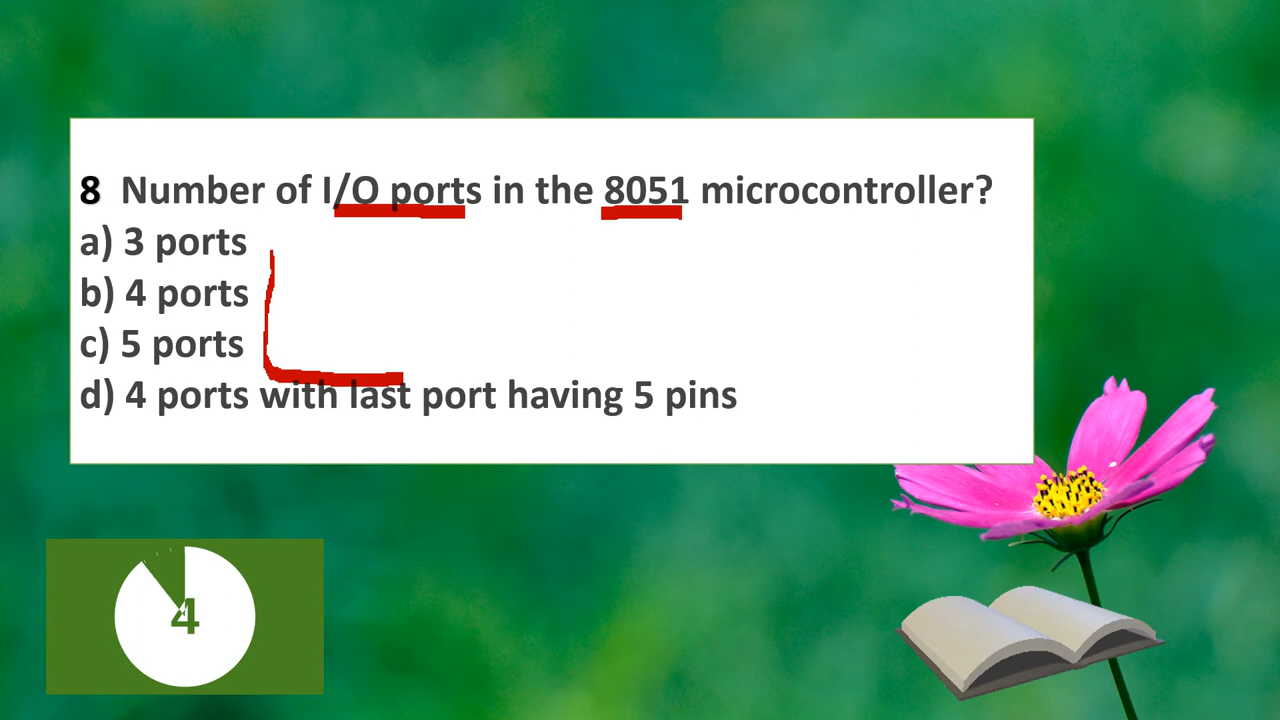 8 Number of I/O ports in the 8051 microcontroller?
a) 3 ports
b) 4 ports
c) 5 ports
d) 4 ports with last port having 5 pins
4